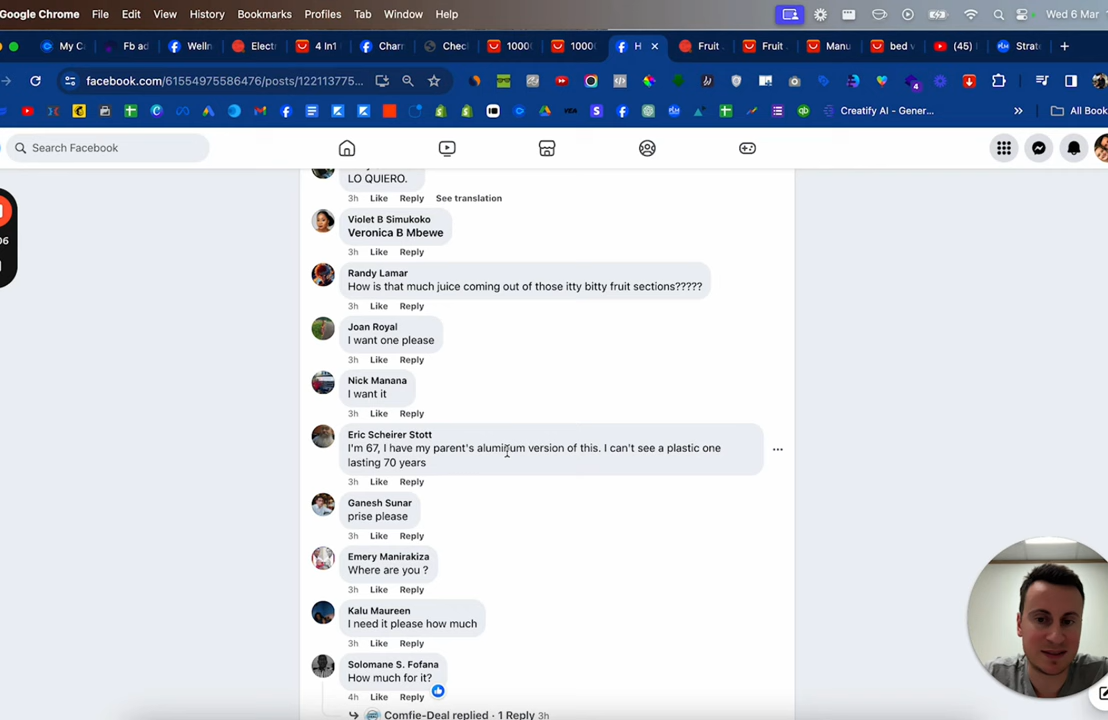 Google Chrome File Edit View History Bookmarks Profiles Tab Window Help Wed 6 Mar
My C Fb ad Welln Electr 4 In1 Charr Chec 1000 1000 H Fruit Fruit Manu bed v (45) Strate
facebook.com/61554975586476/posts/122113775...
4
VISA Creatify AI - Gener... All Book
Search Facebook
LO QUIERO.
3h Like Reply See translation
06
Violet B Simukoko
Veronica B Mbewe
3h Like Reply
Randy Lamar
How is that much juice coming out of those itty bitty fruit sections?????
3h Like Reply
Joan Royal
I want one please
3h Like Reply
Nick Manana
I want it
3h Like Reply
Eric Scheirer Stott
I'm 67, I have my parent's aluminum version of this. I can't see a plastic one
lasting 70 years
3h Like Reply
Ganesh Sunar
prise please
3h Like Reply
Emery Manirakiza
Where are you ?
3h Like Reply
Kalu Maureen
I need it please how much
3h Like Reply
Solomane S. Fofana
How much for it?
4h Like Reply
Comfie-Deal replied · 1 Reply 3h